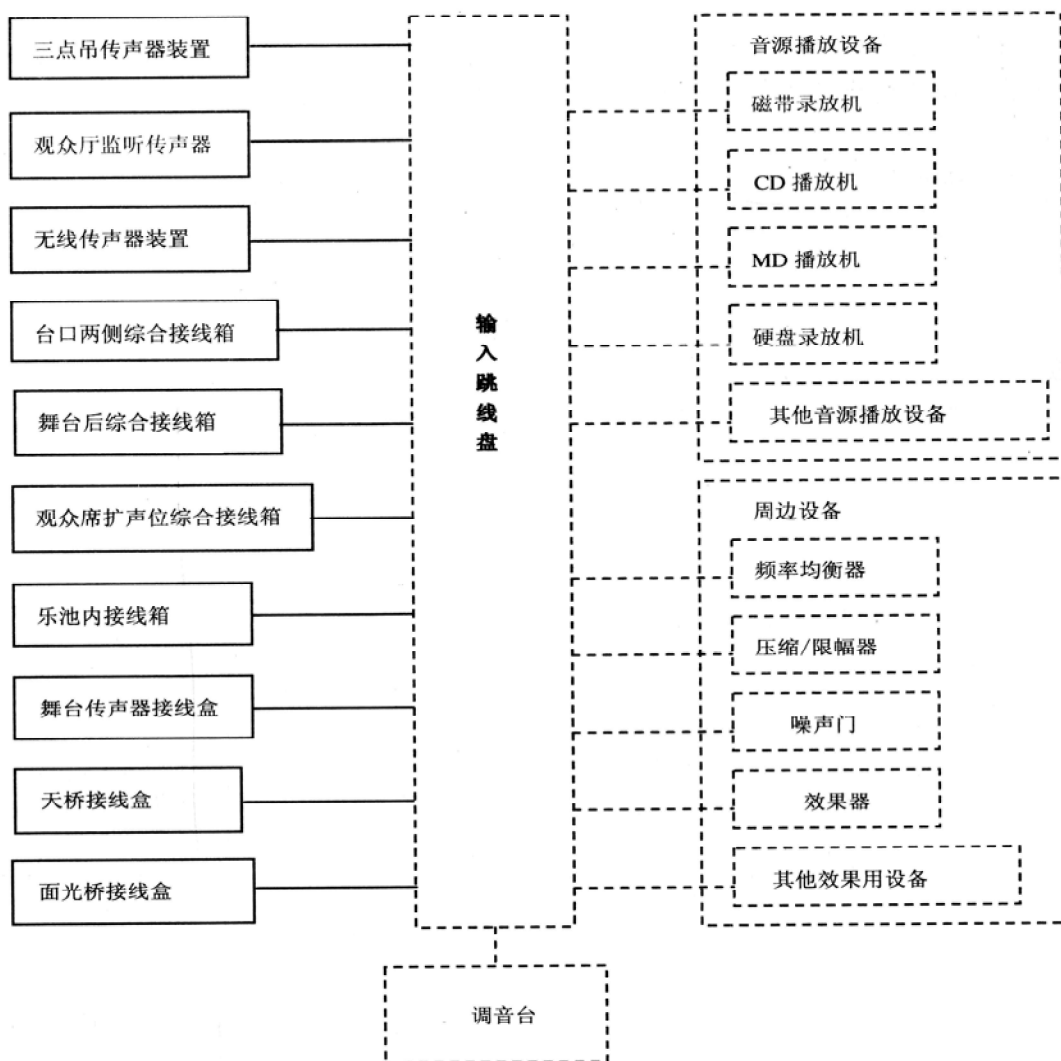 三点吊传声器装置
观众厅监听传声器
无线传声器装置
台口两侧综合接线箱
舞台后综合接线箱
观众席扩声位综合接线箱
乐池内接线箱
舞台传声器接线盒
天桥接线盒
面光桥接线盒
输入跳线盘
音源播放设备
磁带录放机
CD 播放机
MD 播放机
硬盘录放机
其他音源播放设备
周边设备
频率均衡器
压缩/限幅器
噪声门
效果器
其他效果用设备
调音台